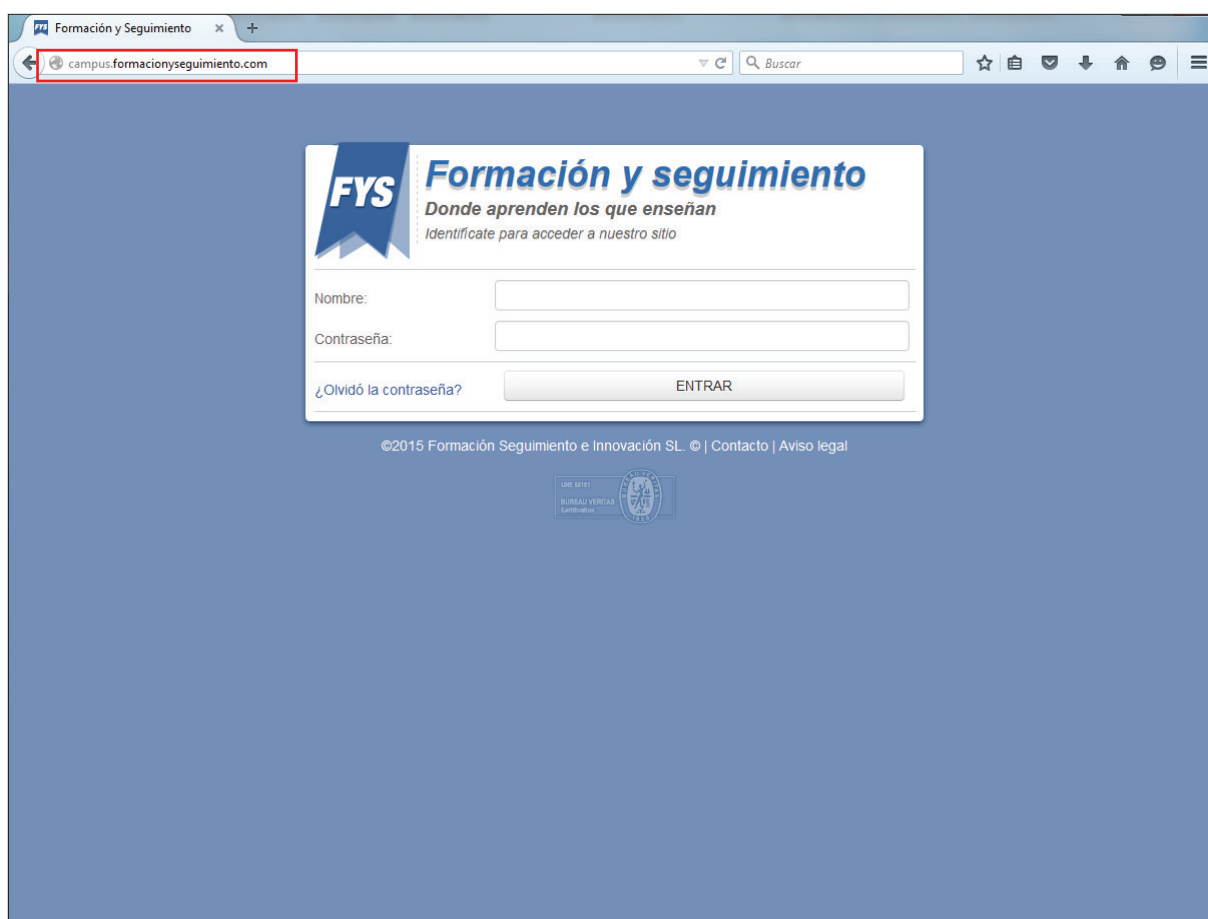 Formación y Seguimiento
campus.formacionyseguimiento.com
Buscar
FYS
Formación y seguimiento
Donde aprenden los que enseñan
Identifícate para acceder a nuestro sitio
Nombre:
Contraseña:
¿Olvidó la contraseña?
ENTRAR
©2015 Formación Seguimiento e Innovación SL. © | Contacto | Aviso legal
BUREAU VERITAS
Certification